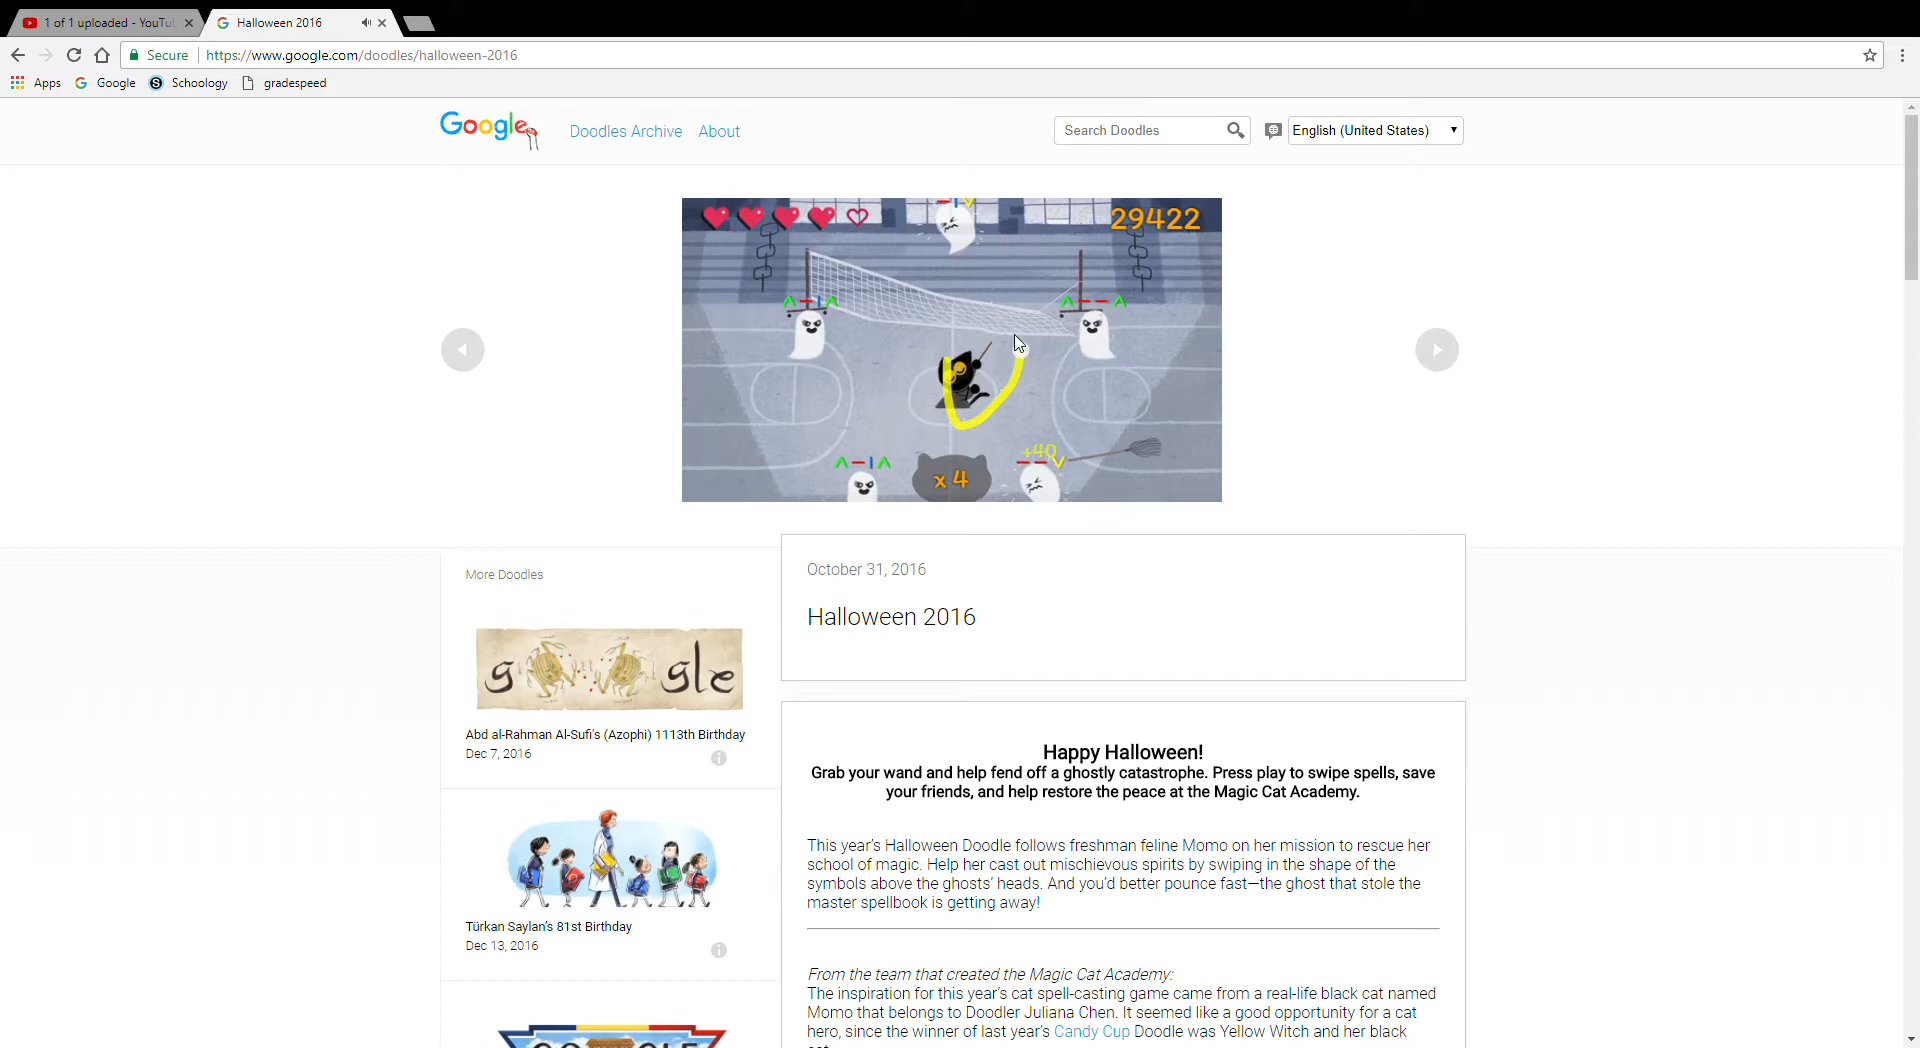 1 of 1 uploaded - YouTu
Halloween 2016
Secure
https://www.google.com/doodles/halloween-2016
Apps
Google
Schoology
gradespeed
Google
Doodles Archive
About
Search Doodles
English (United States)
29422
+40
x 4
October 31, 2016
Halloween 2016
More Doodles
g gle
Abd al-Rahman Al-Sufi's (Azophi) 1113th Birthday
Dec 7, 2016
Türkan Saylan's 81st Birthday
Dec 13, 2016
Happy Halloween!
Grab your wand and help fend off a ghostly catastrophe. Press play to swipe spells, save
your friends, and help restore the peace at the Magic Cat Academy.
This year's Halloween Doodle follows freshman feline Momo on her mission to rescue her
school of magic. Help her cast out mischievous spirits by swiping in the shape of the
symbols above the ghosts' heads. And you'd better pounce fast—the ghost that stole the
master spellbook is getting away!
From the team that created the Magic Cat Academy:
The inspiration for this year's cat spell-casting game came from a real-life black cat named
Momo that belongs to Doodler Juliana Chen. It seemed like a good opportunity for a cat
hero, since the winner of last year's Candy Cup Doodle was Yellow Witch and her black